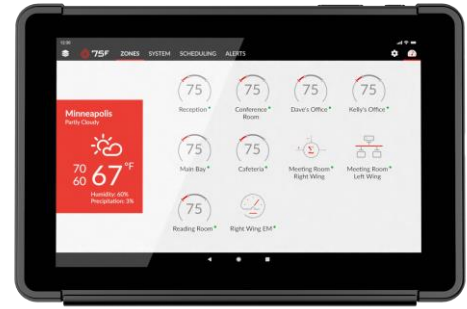 12:30
75F ZONES SYSTEM SCHEDULING ALERTS
Minneapolis
Partly Cloudy
70
60
67°F
Humidity: 60%
Precipitation: 3%
75
Reception
75
Conference
Room
75
Dave's Office
75
Kelly's Office
75
Main Bay
75
Cafeteria
Meeting Room
Right Wing
Meeting Room
Left Wing
75
Reading Room
Right Wing EM